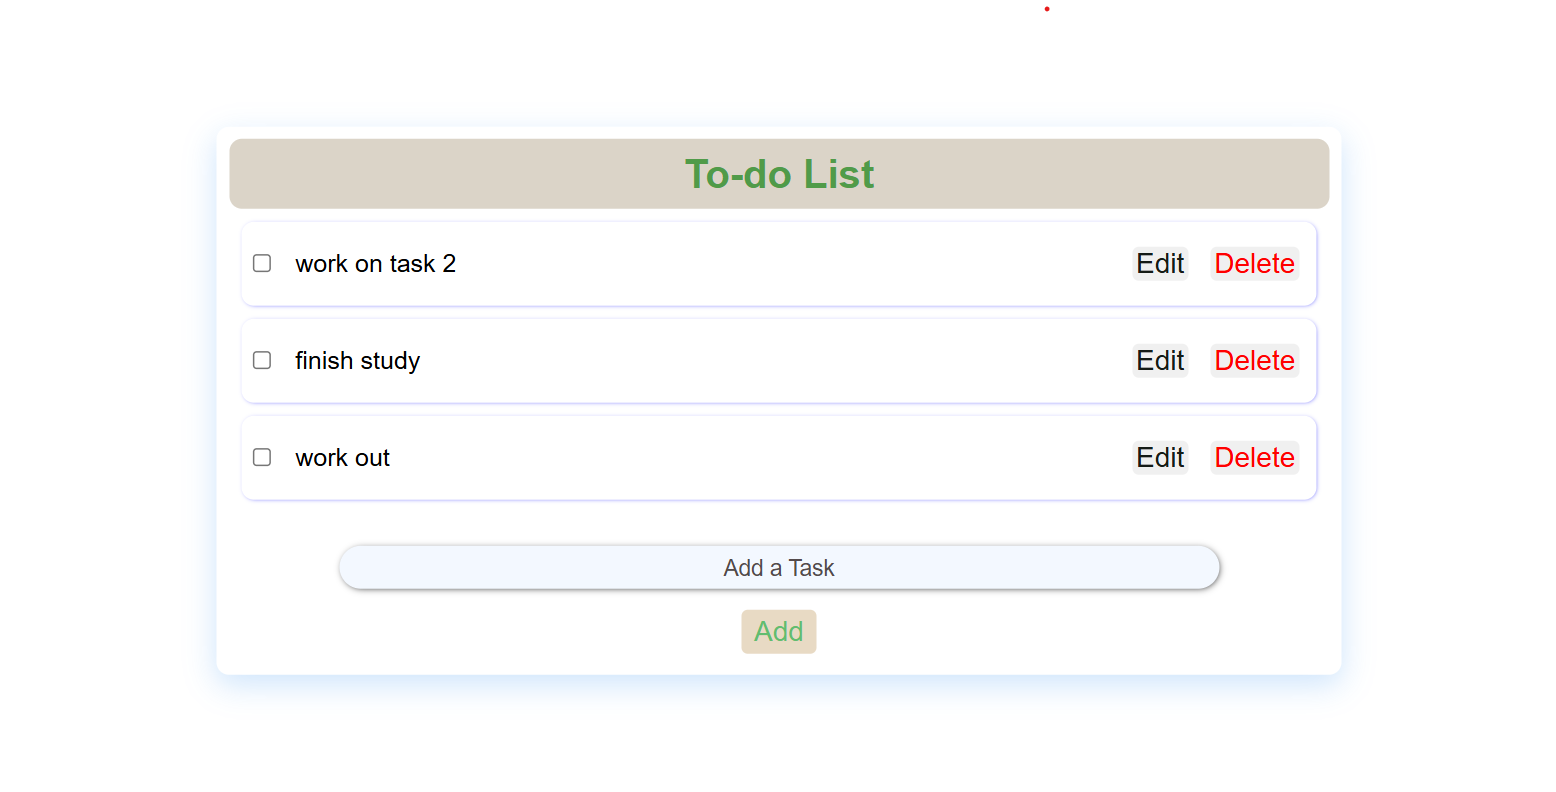 To-do List
work on task 2 Edit Delete
finish study Edit Delete
work out Edit Delete
Add a Task
Add